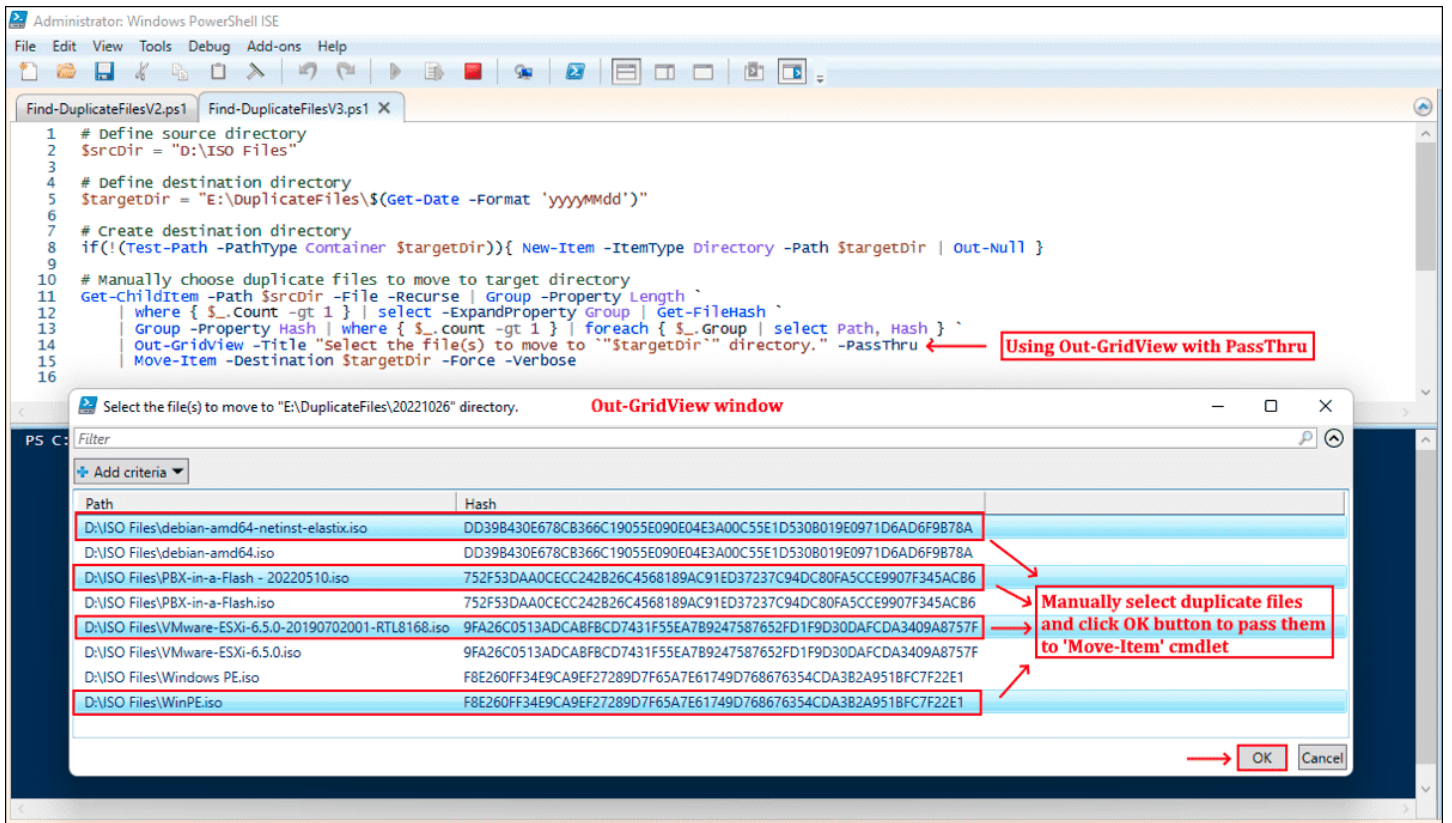 Administrator: Windows PowerShell ISE
File Edit View Tools Debug Add-ons Help
Find-DuplicateFilesV2.ps1 Find-DuplicateFilesV3.ps1
1 # Define source directory
2 $srcDir = "D:\ISO Files"
3
4 # Define destination directory
5 $targetDir = "E:\DuplicateFiles\$(Get-Date -Format 'yyyyMMdd')"
6
7 # Create destination directory
8 if(!(Test-Path -PathType Container $targetDir)){ New-Item -ItemType Directory -Path $targetDir | Out-Null }
9
10 # Manually choose duplicate files to move to target directory
11 Get-ChildItem -Path $srcDir -File -Recurse | Group -Property Length `
12 | where { $_.Count -gt 1 } | select -ExpandProperty Group | Get-FileHash `
13 | Group -Property Hash | where { $_.count -gt 1 } | foreach { $_.Group | select Path, Hash } `
14 | Out-GridView -Title "Select the file(s) to move to `"$targetDir`" directory." -PassThru `
15 | Move-Item -Destination $targetDir -Force -Verbose
16
Using Out-GridView with PassThru
Select the file(s) to move to "E:\DuplicateFiles\20221026" directory.
Out-GridView window
PS C:
Filter
Add criteria
Path Hash
D:\ISO Files\debian-amd64-netinst-elastix.iso DD39B430E678CB366C19055E090E04E3A00C55E1D530B019E0971D6AD6F9B78A
D:\ISO Files\debian-amd64.iso DD39B430E678CB366C19055E090E04E3A00C55E1D530B019E0971D6AD6F9B78A
D:\ISO Files\PBX-in-a-Flash - 20220510.iso 752F53DAA0CECC242B26C4568189AC91ED37237C94DC80FA5CCE9907F345ACB6
D:\ISO Files\PBX-in-a-Flash.iso 752F53DAA0CECC242B26C4568189AC91ED37237C94DC80FA5CCE9907F345ACB6
D:\ISO Files\VMware-ESXi-6.5.0-20190702001-RTL8168.iso 9FA26C0513ADCABFBCD7431F55EA7B9247587652FD1F9D30DAFCDA3409A8757F
D:\ISO Files\VMware-ESXi-6.5.0.iso 9FA26C0513ADCABFBCD7431F55EA7B9247587652FD1F9D30DAFCDA3409A8757F
D:\ISO Files\Windows PE.iso F8E260FF34E9CA9EF27289D7F65A7E61749D768676354CDA3B2A951BFC7F22E1
D:\ISO Files\WinPE.iso F8E260FF34E9CA9EF27289D7F65A7E61749D768676354CDA3B2A951BFC7F22E1
Manually select duplicate files
and click OK button to pass them
to 'Move-Item' cmdlet
OK Cancel